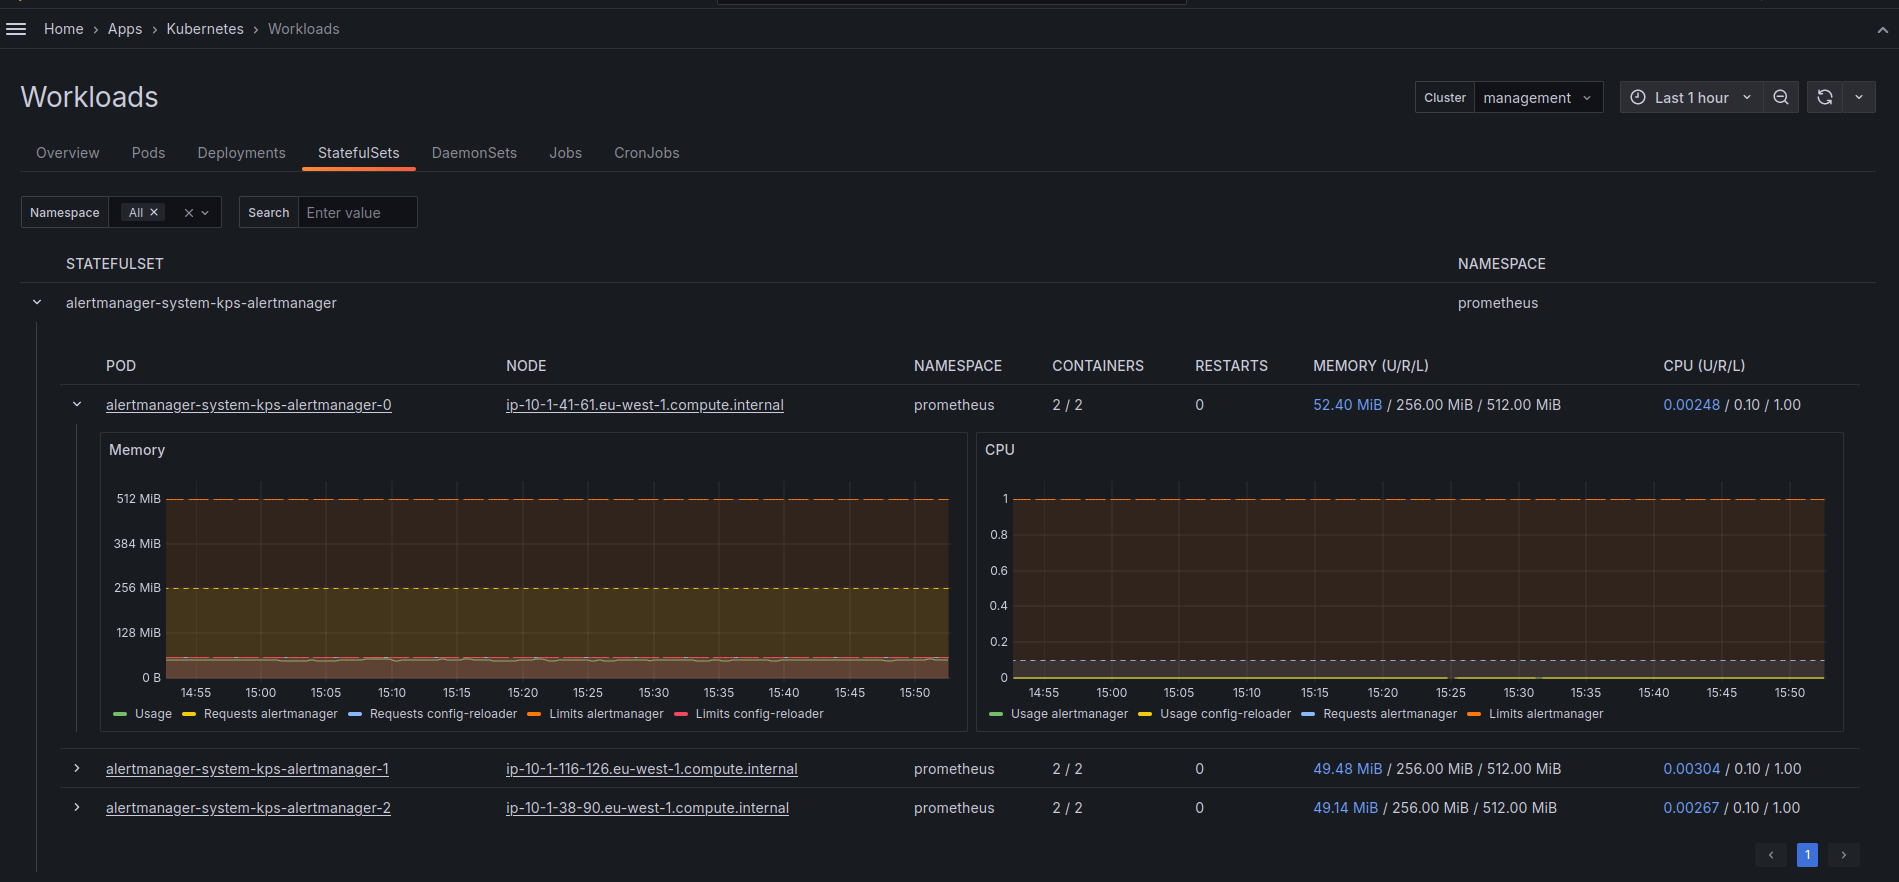 Home › Apps › Kubernetes › Workloads
Workloads
Cluster management Last 1 hour
Overview Pods Deployments StatefulSets DaemonSets Jobs CronJobs
Namespace All Search Enter value
STATEFULSET NAMESPACE
alertmanager-system-kps-alertmanager prometheus
POD NODE NAMESPACE CONTAINERS RESTARTS MEMORY (U/R/L) CPU (U/R/L)
alertmanager-system-kps-alertmanager-0 ip-10-1-41-61.eu-west-1.compute.internal prometheus 2 / 2 0 52.40 MiB / 256.00 MiB / 512.00 MiB 0.00248 / 0.10 / 1.00
Memory
512 MiB
384 MiB
256 MiB
128 MiB
0 B
14:55 15:00 15:05 15:10 15:15 15:20 15:25 15:30 15:35 15:40 15:45 15:50
Usage Requests alertmanager Requests config-reloader Limits alertmanager Limits config-reloader
CPU
1
0.8
0.6
0.4
0.2
0
14:55 15:00 15:05 15:10 15:15 15:20 15:25 15:30 15:35 15:40 15:45 15:50
Usage alertmanager Usage config-reloader Requests alertmanager Limits alertmanager
alertmanager-system-kps-alertmanager-1 ip-10-1-116-126.eu-west-1.compute.internal prometheus 2 / 2 0 49.48 MiB / 256.00 MiB / 512.00 MiB 0.00304 / 0.10 / 1.00
alertmanager-system-kps-alertmanager-2 ip-10-1-38-90.eu-west-1.compute.internal prometheus 2 / 2 0 49.14 MiB / 256.00 MiB / 512.00 MiB 0.00267 / 0.10 / 1.00
1